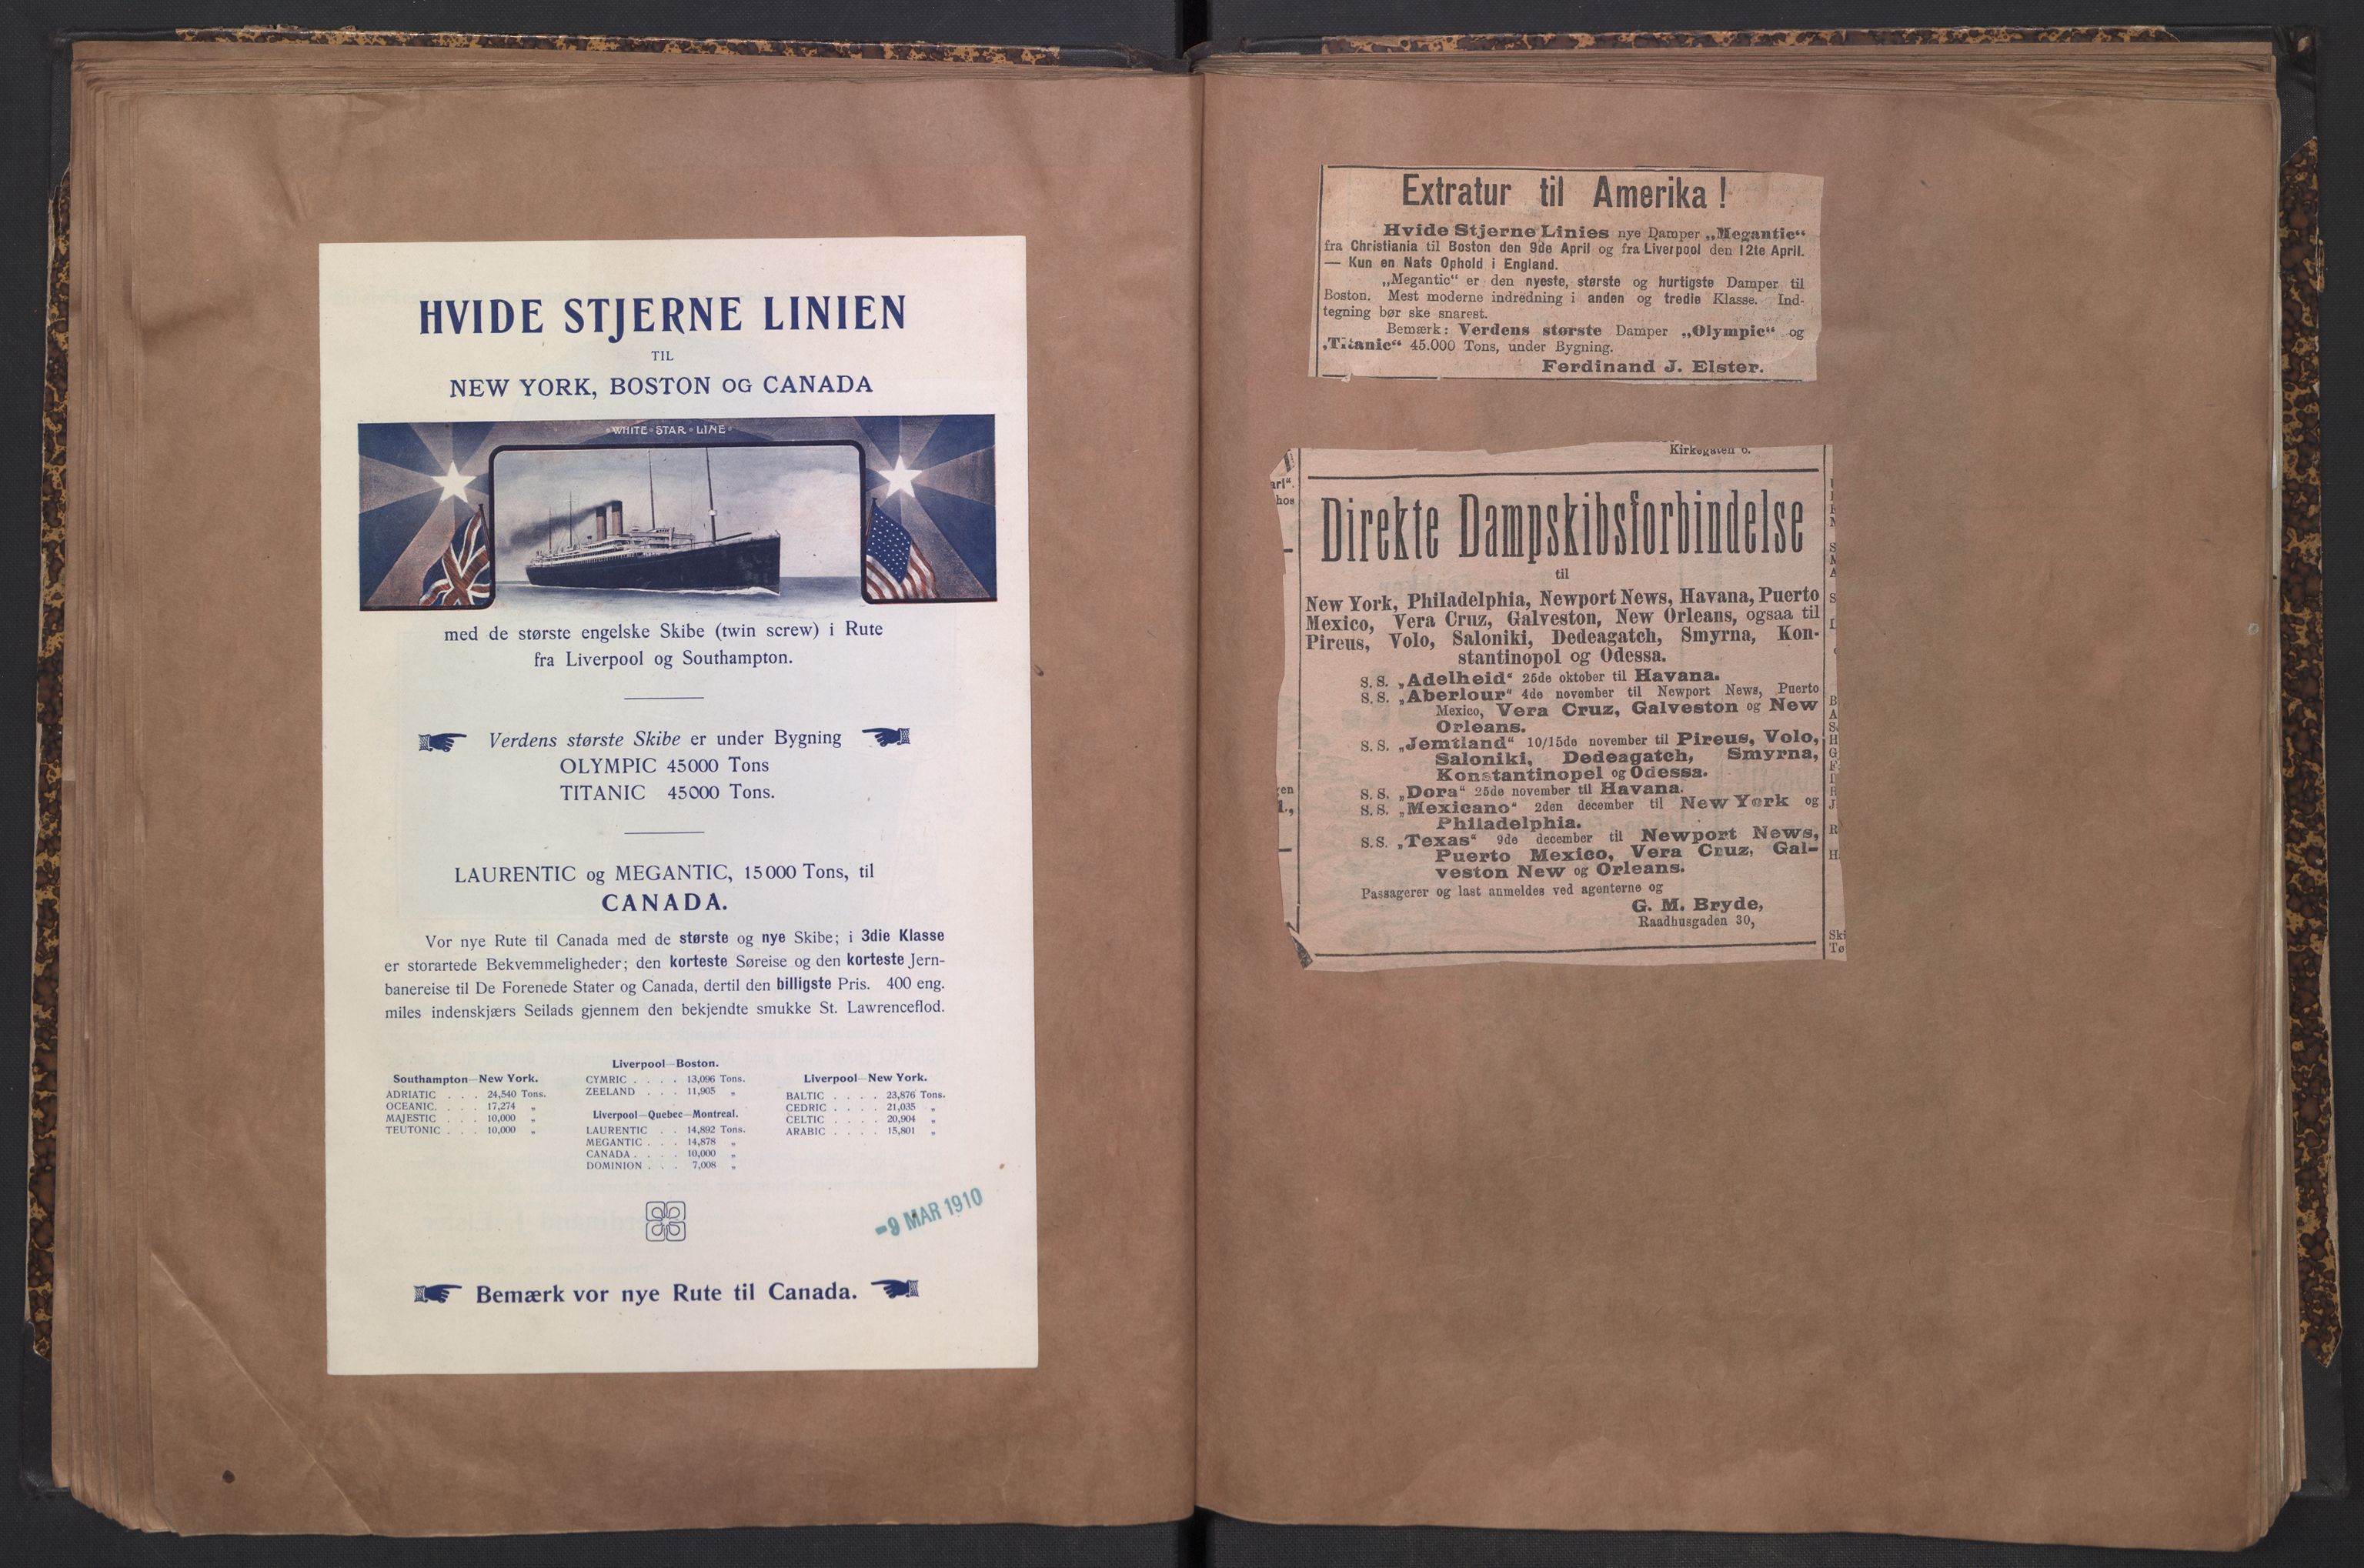 HVIDE STJERNE LINIEN
TIL
NEW YORK, BOSTON OG CANADA
WHITE STAR LINE
med de største engelske Skibe (twin screw) i Rute
fra Liverpool og Southampton.
Verdens største Skibe er under Bygning
OLYMPIC 45000 Tons
TITANIC 45000 Tons.
LAURENTIC og MEGANTIC, 15000 Tons, til
CANADA.
Vor nye Rute til Canada med de største og nye Skibe; i 3die Klasse
er storartede Bekvemmeligheder; den korteste Søreise og den korteste Jern-
banereise til De Forenede Stater og Canada, dertil den billigste Pris. 400 eng.
miles indenskjærs Seilads gjennem den bekjendte smukke St. Lawrenceflod.
Southampton—New York.
ADRIATIC . . . 24,540 Tons.
OCEANIC. . . . 17,274 „
MAJESTIC . . . 10,000 „
TEUTONIC . . . 10,000 „
Liverpool—Boston.
CYMRIC . . . . 13,096 Tons.
ZEELAND . . . 11,905 „
Liverpool—Quebec—Montreal.
LAURENTIC . . 14,892 Tons.
MEGANTIC . . . 14,878 „
CANADA . . . . 10,000 „
DOMINION . . . 7,008 „
Liverpool—New York.
BALTIC . . . . 23,876 Tons.
CEDRIC . . . . 21,035 „
CELTIC . . . . 20,904 „
ARABIC . . . . 15,801 „
-9 MAR 1910
Bemærk vor nye Rute til Canada.
Extratur til Amerika!
Hvide Stjerne Linies nye Damper „Megantic“
fra Christiania til Boston den 9de April og fra Liverpool den 12te April.
— Kun en Nats Ophold i England.
„Megantic“ er den nyeste, største og hurtigste Damper til
Boston. Mest moderne indredning i anden og tredie Klasse. Ind-
tegning bør ske snarest.
Bemærk: Verdens største Damper „Olympic“ og
„Titanic“ 45.000 Tons, under Bygning.
Ferdinand J. Elster.
Kirkegaten 6.
Direkte Dampskibsforbindelse
til
New York, Philadelphia, Newport News, Havana, Puerto
Mexico, Vera Cruz, Galveston, New Orleans, ogsaa til
Pireus, Volo, Saloniki, Dedeagatch, Smyrna, Kon-
stantinopol og Odessa.
S.S. „Adelheid“ 25de oktober til Havana.
S.S. „Aberlour“ 4de november til Newport News, Puerto
Mexico, Vera Cruz, Galveston og New
Orleans.
S.S. „Jemtland“ 10/15de november til Pireus, Volo,
Saloniki, Dedeagatch, Smyrna,
Konstantinopel og Odessa.
S.S. „Dora“ 25de november til Havana.
S.S. „Mexicano“ 2den december til New York og
Philadelphia.
S.S. „Texas“ 9de december til Newport News,
Puerto Mexico, Vera Cruz, Gal-
veston New og Orleans.
Passagerer og last anmeldes ved agenterne og
G. M. Bryde,
Raadhusgaden 30,